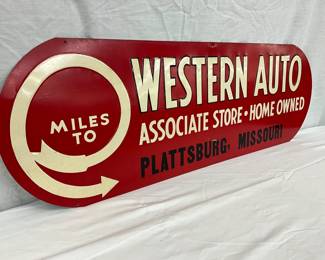 MILES
TO
WESTERN AUTO
ASSOCIATE STORE • HOME OWNED
PLATTSBURG, MISSOURI